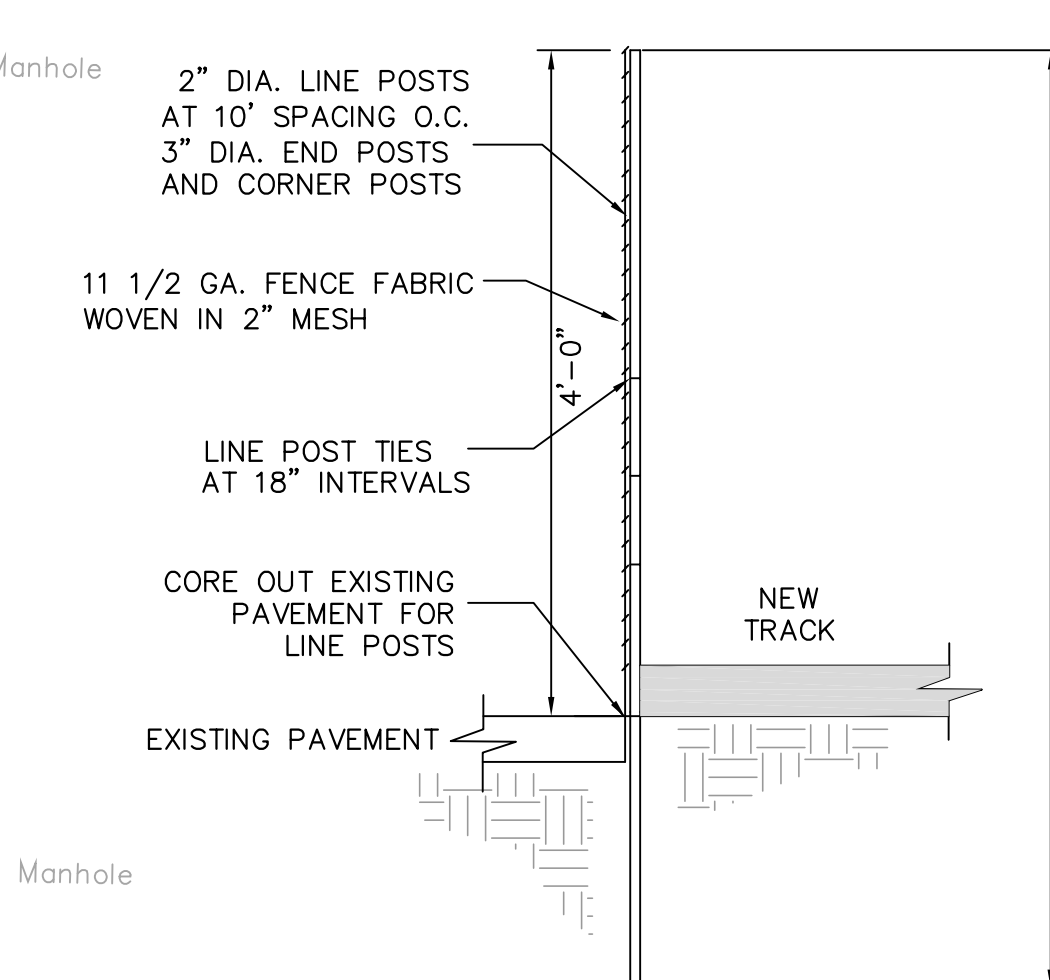 Manhole
2” DIA. LINE POSTS
AT 10’ SPACING O.C.
3” DIA. END POSTS
AND CORNER POSTS
11 1/2 GA. FENCE FABRIC
WOVEN IN 2” MESH
4’–0”
LINE POST TIES
AT 18” INTERVALS
CORE OUT EXISTING
PAVEMENT FOR
LINE POSTS
NEW
TRACK
EXISTING PAVEMENT
Manhole